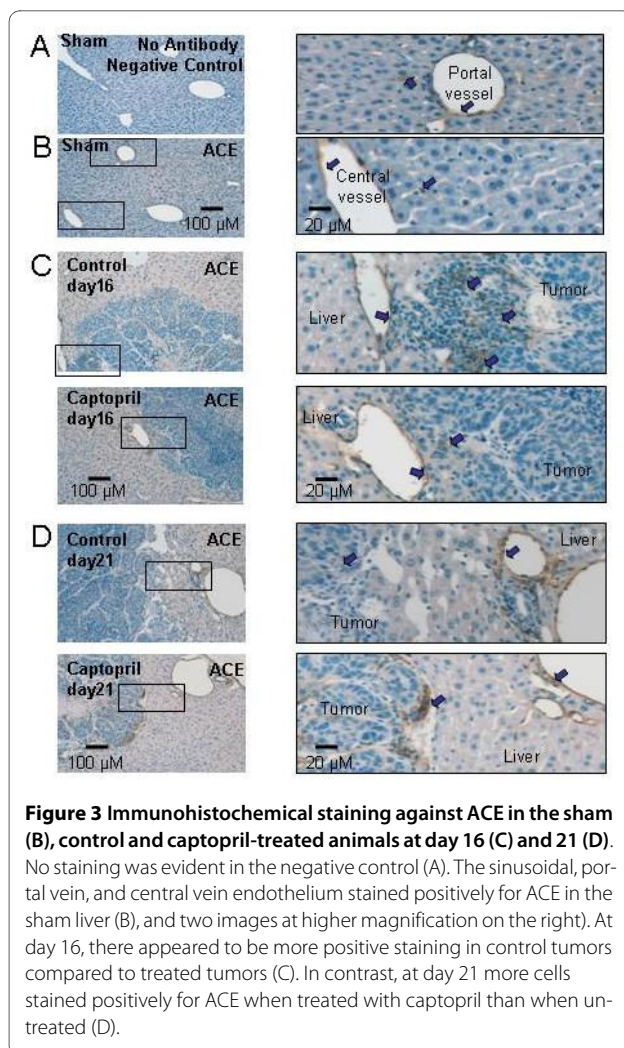 A
Sham
No Antibody
Negative Control
Portal
vessel
B
Sham
ACE
100 µM
Central
vessel
20 µM
C
Control
day16
ACE
Liver
Tumor
Captopril
day16
ACE
100 µM
Liver
Tumor
20 µM
D
Control
day21
ACE
Tumor
Liver
Captopril
day21
ACE
100 µM
Tumor
Liver
20 µM
Figure 3 Immunohistochemical staining against ACE in the sham
(B), control and captopril-treated animals at day 16 (C) and 21 (D).
No staining was evident in the negative control (A). The sinusoidal, por-
tal vein, and central vein endothelium stained positively for ACE in the
sham liver (B), and two images at higher magnification on the right). At
day 16, there appeared to be more positive staining in control tumors
compared to treated tumors (C). In contrast, at day 21 more cells
stained positively for ACE when treated with captopril than when un-
treated (D).